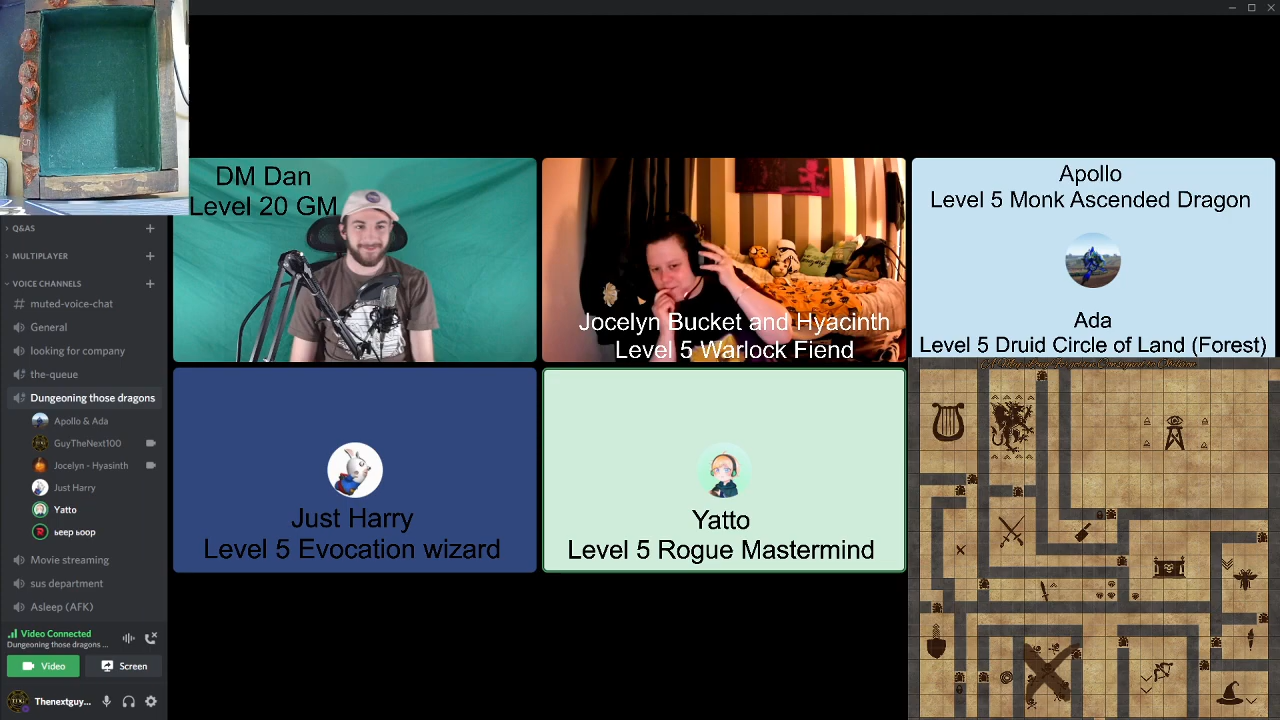 DM Dan
Level 20 GM
Jocelyn Bucket and Hyacinth
Level 5 Warlock Fiend
Apollo
Level 5 Monk Ascended Dragon
Ada
Level 5 Druid Circle of Land (Forest)
Just Harry
Level 5 Evocation wizard
Yatto
Level 5 Rogue Mastermind
Q&AS
MULTIPLAYER
VOICE CHANNELS
muted-voice-chat
General
looking for company
the-queue
Dungeoning those dragons
Apollo & Ada
GuyTheNext100
Jocelyn - Hyasinth
Just Harry
Yatto
ьeep ьoop
Movie streaming
sus department
Asleep (AFK)
Video Connected
Dungeoning those dragons ...
Video
Screen
Thenextguy...